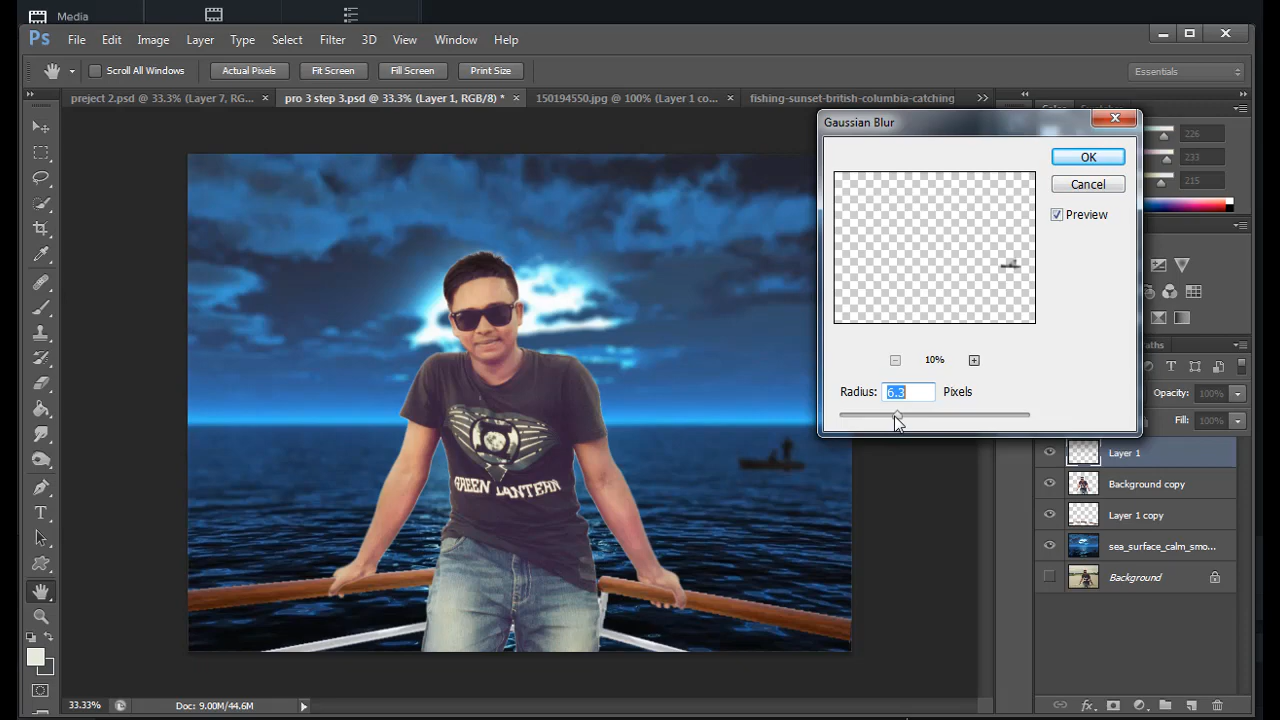 Media
Ps File Edit Image Layer Type Select Filter 3D View Window Help
Scroll All Windows Actual Pixels Fit Screen Fill Screen Print Size Essentials
preject 2.psd @ 33.3% (Layer 7, RG... × pro 3 step 3.psd @ 33.3% (Layer 1, RGB/8) * × 150194550.jpg @ 100% (Layer 1 co... × fishing-sunset-british-columbia-catching >>
Gaussian Blur
226
OK
233
Cancel
215
Preview
10%
Radius: 6.3 Pixels
Opacity: 100%
Fill: 100%
GREEN LANTERN
Layer 1
Background copy
Layer 1 copy
sea_surface_calm_smo...
Background
33.33% Doc: 9.00M/44.6M